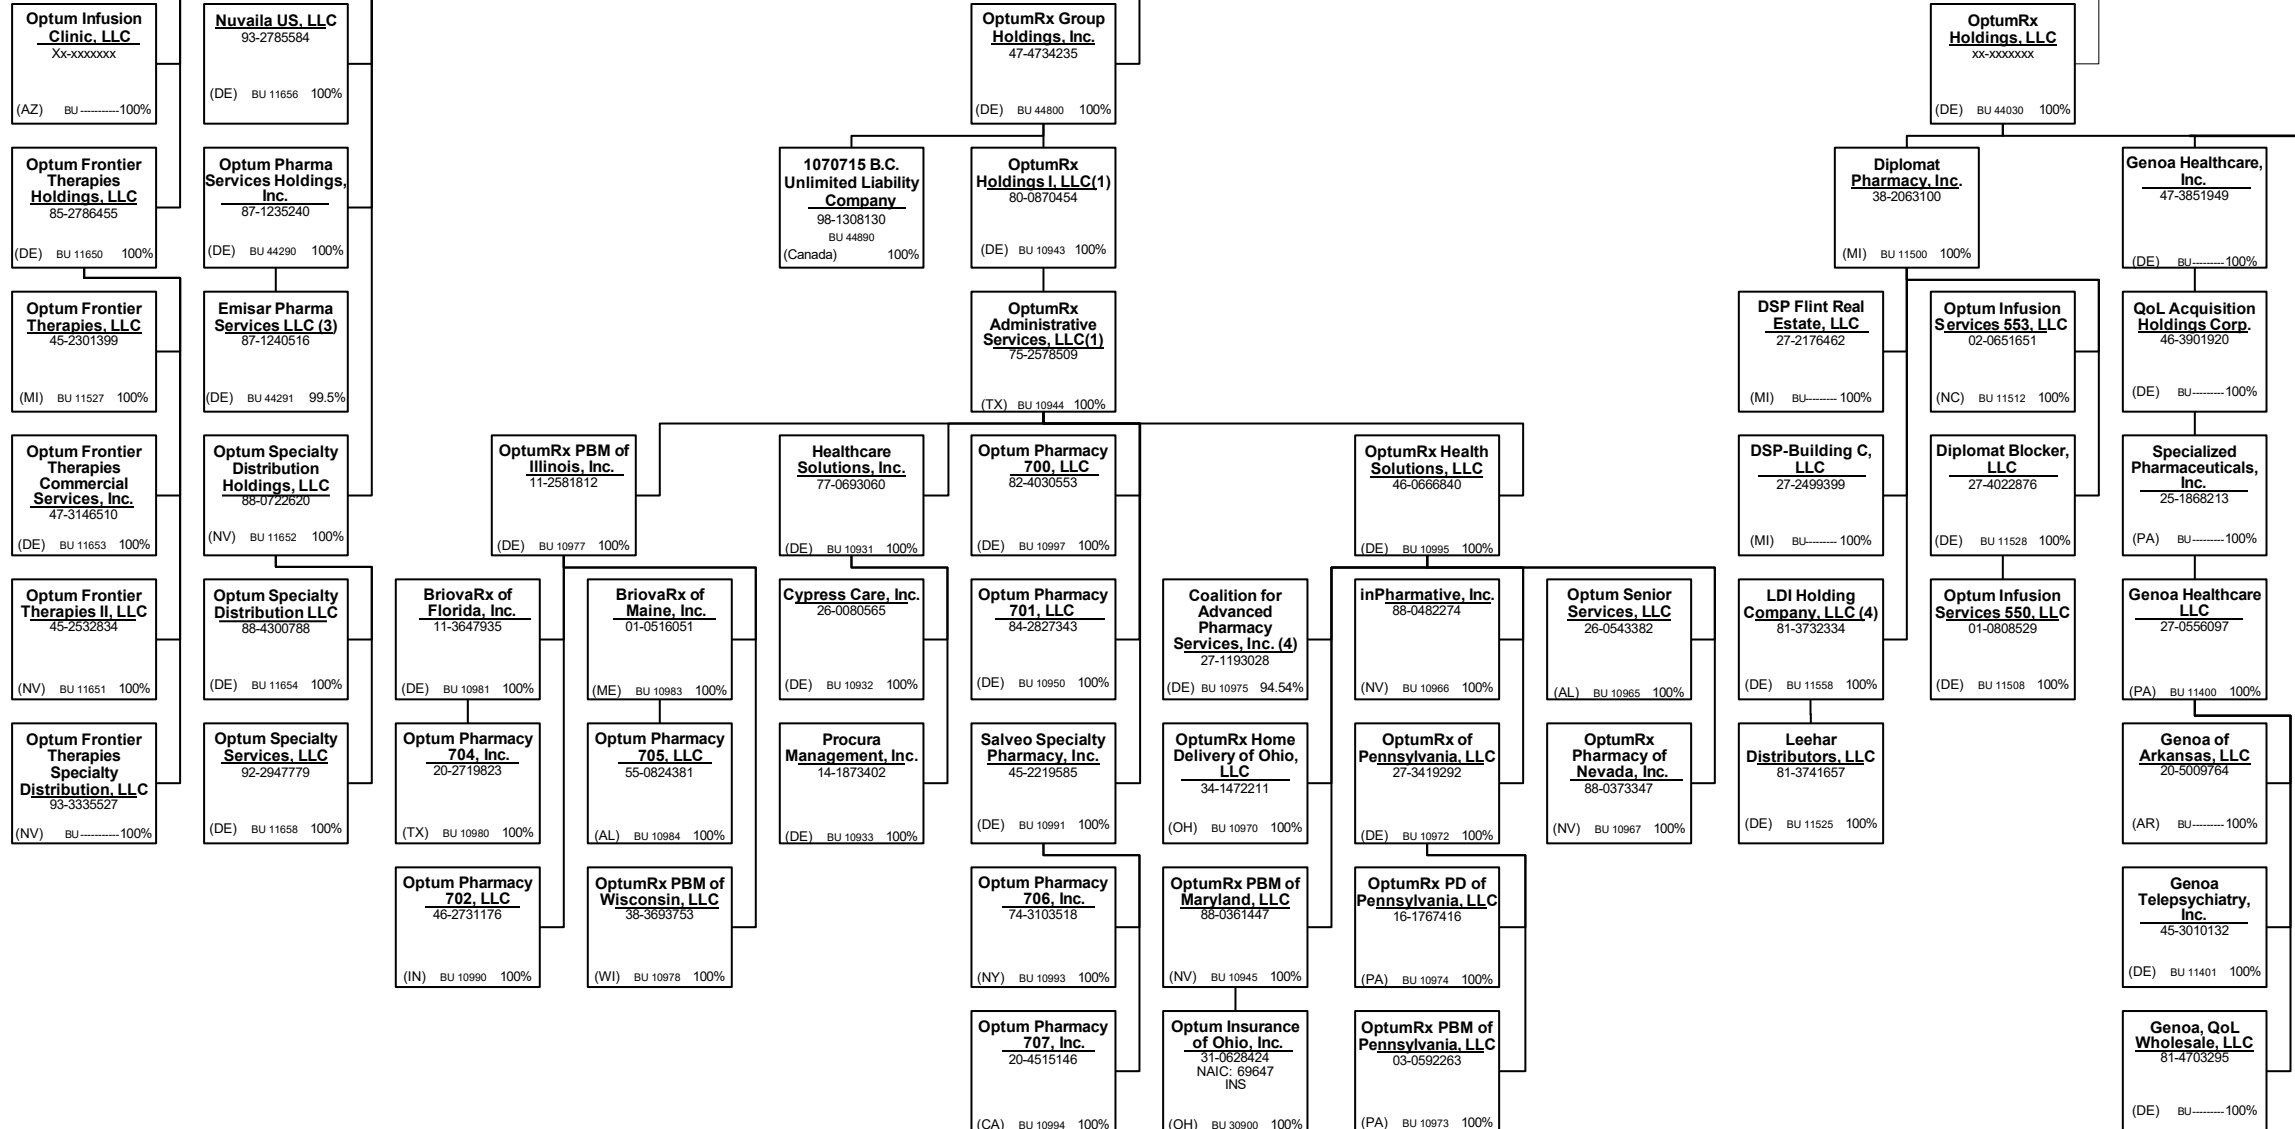 Optum Infusion
Clinic, LLC
Xx-xxxxxxx
(AZ) BU -----------100%
Nuvaila US, LLC
93-2785584
(DE) BU 11656 100%
OptumRx Group
Holdings, Inc.
47-4734235
(DE) BU 44800 100%
OptumRx
Holdings, LLC
xx-xxxxxxx
(DE) BU 44030 100%
Optum Frontier
Therapies
Holdings, LLC
85-2786455
(DE) BU 11650 100%
Optum Pharma
Services Holdings,
Inc.
87-1235240
(DE) BU 44290 100%
1070715 B.C.
Unlimited Liability
Company
98-1308130
BU 44890
(Canada) 100%
OptumRx
Holdings I, LLC(1)
80-0870454
(DE) BU 10943 100%
Diplomat
Pharmacy, Inc.
38-2063100
(MI) BU 11500 100%
Genoa Healthcare,
Inc.
47-3851949
(DE) BU---------100%
Optum Frontier
Therapies, LLC
45-2301399
(MI) BU 11527 100%
Emisar Pharma
Services LLC (3)
87-1240516
(DE) BU 44291 99.5%
OptumRx
Administrative
Services, LLC(1)
75-2578509
(TX) BU 10944 100%
DSP Flint Real
Estate, LLC
27-2176462
(MI) BU--------- 100%
Optum Infusion
Services 553, LLC
02-0651651
(NC) BU 11512 100%
QoL Acquisition
Holdings Corp.
46-3901920
(DE) BU---------100%
Optum Frontier
Therapies
Commercial
Services, Inc.
47-3146510
(DE) BU 11653 100%
Optum Specialty
Distribution
Holdings, LLC
88-0722620
(NV) BU 11652 100%
OptumRx PBM of
Illinois, Inc.
11-2581812
(DE) BU 10977 100%
Healthcare
Solutions, Inc.
77-0693060
(DE) BU 10931 100%
Optum Pharmacy
700, LLC
82-4030553
(DE) BU 10997 100%
OptumRx Health
Solutions, LLC
46-0666840
(DE) BU 10995 100%
DSP-Building C,
LLC
27-2499399
(MI) BU--------- 100%
Diplomat Blocker,
LLC
27-4022876
(DE) BU 11528 100%
Specialized
Pharmaceuticals,
Inc.
25-1868213
(PA) BU---------100%
Optum Frontier
Therapies II, LLC
45-2532834
(NV) BU 11651 100%
Optum Specialty
Distribution LLC
88-4300788
(DE) BU 11654 100%
BriovaRx of
Florida, Inc.
11-3647935
(DE) BU 10981 100%
BriovaRx of
Maine, Inc.
01-0516051
(ME) BU 10983 100%
Cypress Care, Inc.
26-0080565
(DE) BU 10932 100%
Optum Pharmacy
701, LLC
84-2827343
(DE) BU 10950 100%
Coalition for
Advanced
Pharmacy
Services, Inc. (4)
27-1193028
(DE) BU 10975 94.54%
inPharmative, Inc.
88-0482274
(NV) BU 10966 100%
Optum Senior
Services, LLC
26-0543382
(AL) BU 10965 100%
LDI Holding
Company, LLC (4)
81-3732334
(DE) BU 11558 100%
Optum Infusion
Services 550, LLC
01-0808529
(DE) BU 11508 100%
Genoa Healthcare
LLC
27-0556097
(PA) BU 11400 100%
Optum Frontier
Therapies
Specialty
Distribution, LLC
93-3335527
(NV) BU-----------100%
Optum Specialty
Services, LLC
92-2947779
(DE) BU 11658 100%
Optum Pharmacy
704, Inc.
20-2719823
(TX) BU 10980 100%
Optum Pharmacy
705, LLC
55-0824381
(AL) BU 10984 100%
Procura
Management, Inc.
14-1873402
(DE) BU 10933 100%
Salveo Specialty
Pharmacy, Inc.
45-2219585
(DE) BU 10991 100%
OptumRx Home
Delivery of Ohio,
LLC
34-1472211
(OH) BU 10970 100%
OptumRx of
Pennsylvania, LLC
27-3419292
(DE) BU 10972 100%
OptumRx
Pharmacy of
Nevada, Inc.
88-0373347
(NV) BU 10967 100%
Leehar
Distributors, LLC
81-3741657
(DE) BU 11525 100%
Genoa of
Arkansas, LLC
20-5009764
(AR) BU---------100%
Optum Pharmacy
702, LLC
46-2731176
(IN) BU 10990 100%
OptumRx PBM of
Wisconsin, LLC
38-3693753
(WI) BU 10978 100%
Optum Pharmacy
706, Inc.
74-3103518
(NY) BU 10993 100%
OptumRx PBM of
Maryland, LLC
88-0361447
(NV) BU 10945 100%
OptumRx PD of
Pennsylvania, LLC
16-1767416
(PA) BU 10974 100%
Genoa
Telepsychiatry,
Inc.
45-3010132
(DE) BU 11401 100%
Optum Pharmacy
707, Inc.
20-4515146
(CA) BU 10994 100%
Optum Insurance
of Ohio, Inc.
31-0628424
NAIC: 69647
INS
(OH) BU 30900 100%
OptumRx PBM of
Pennsylvania, LLC
03-0592263
(PA) BU 10973 100%
Genoa, QoL
Wholesale, LLC
81-4703295
(DE) BU---------100%